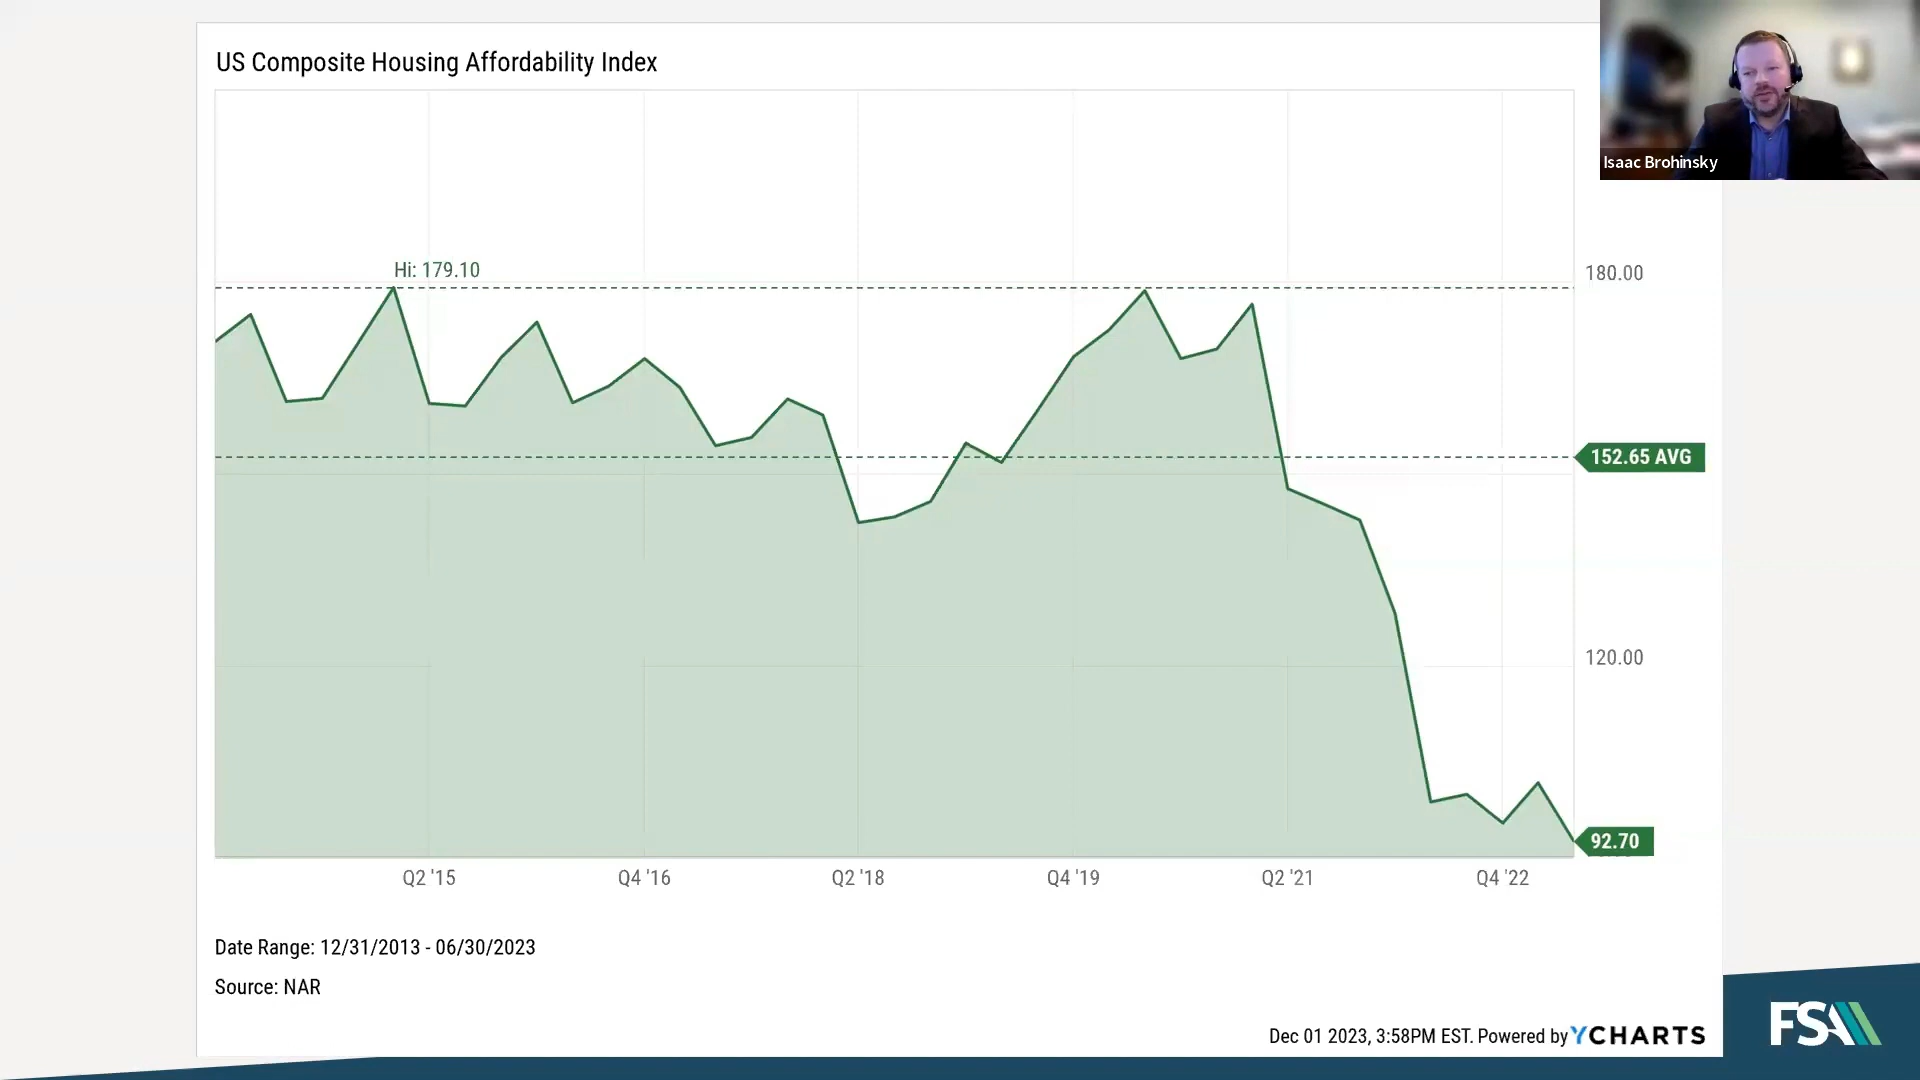 US Composite Housing Affordability Index
Isaac Brohinsky
Hi: 179.10
180.00
152.65 AVG
120.00
92.70
Q2 '15 Q4 '16 Q2 '18 Q4 '19 Q2 '21 Q4 '22
Date Range: 12/31/2013 - 06/30/2023
Source: NAR
Dec 01 2023, 3:58PM EST. Powered by YCHARTS
FSA